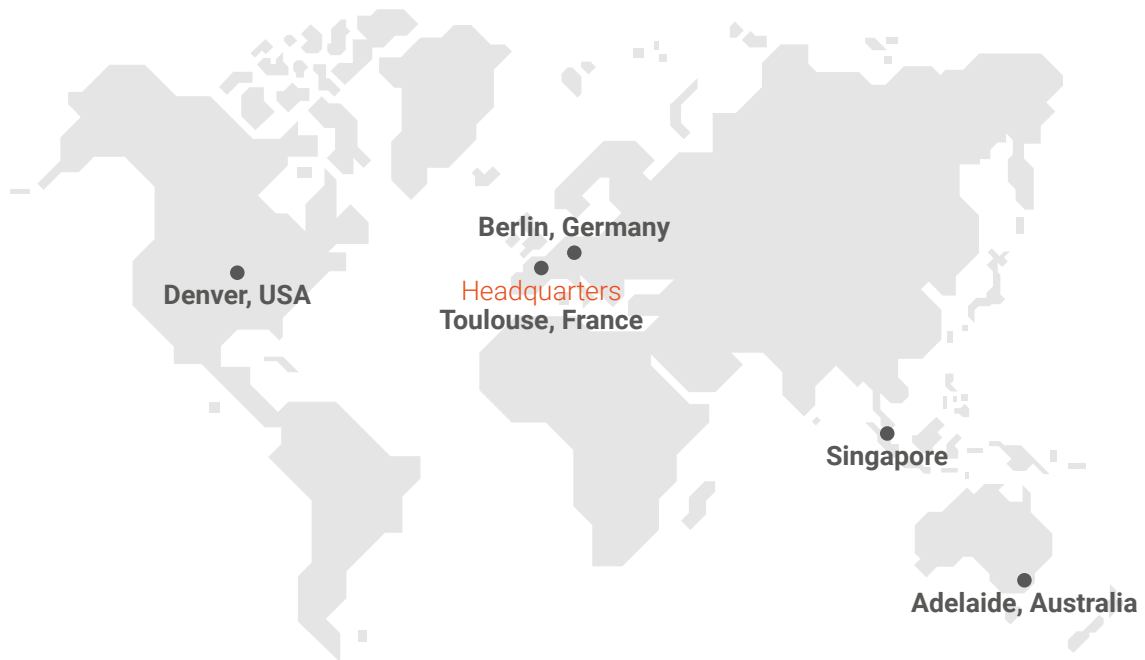 Berlin, Germany
Denver, USA
Headquarters
Toulouse, France
Singapore
Adelaide, Australia